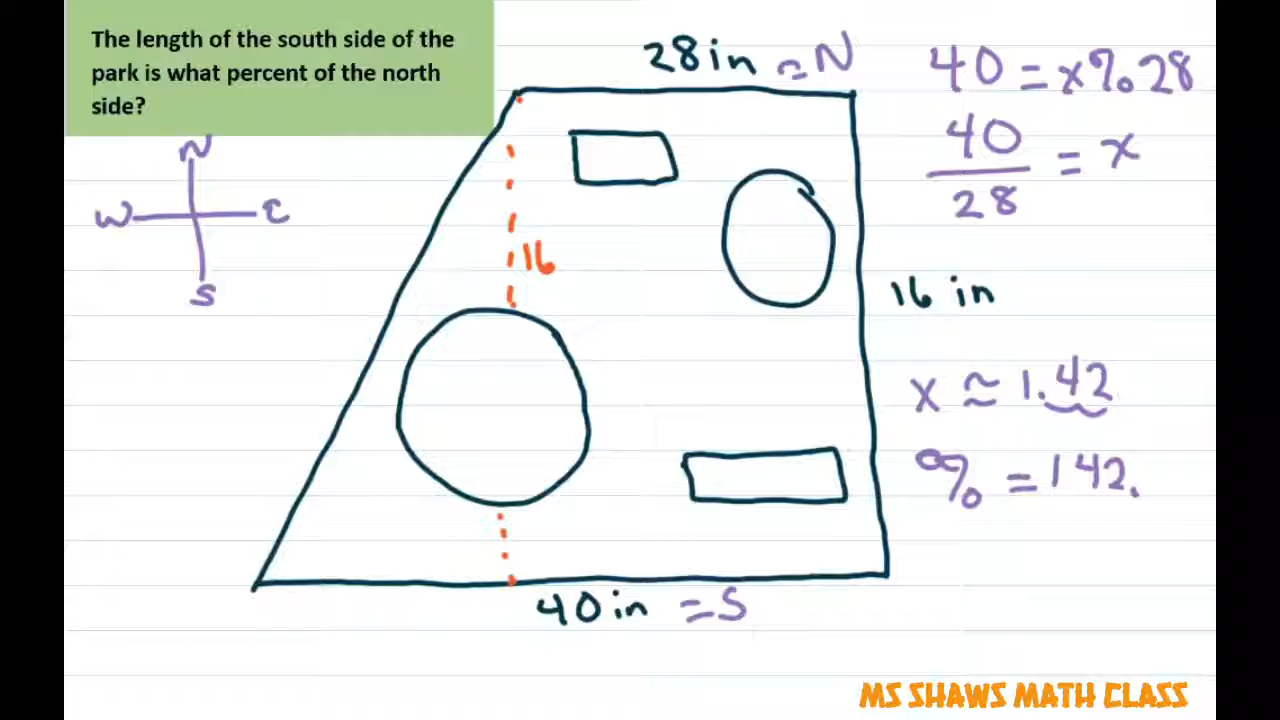 The length of the south side of the
park is what percent of the north
side?
28 in = N
40 = x % 28
40
28
= x
N
W
E
S
16
16 in
x ≈ 1.42
% = 142.
40 in = S
MS SHAWS MATH CLASS